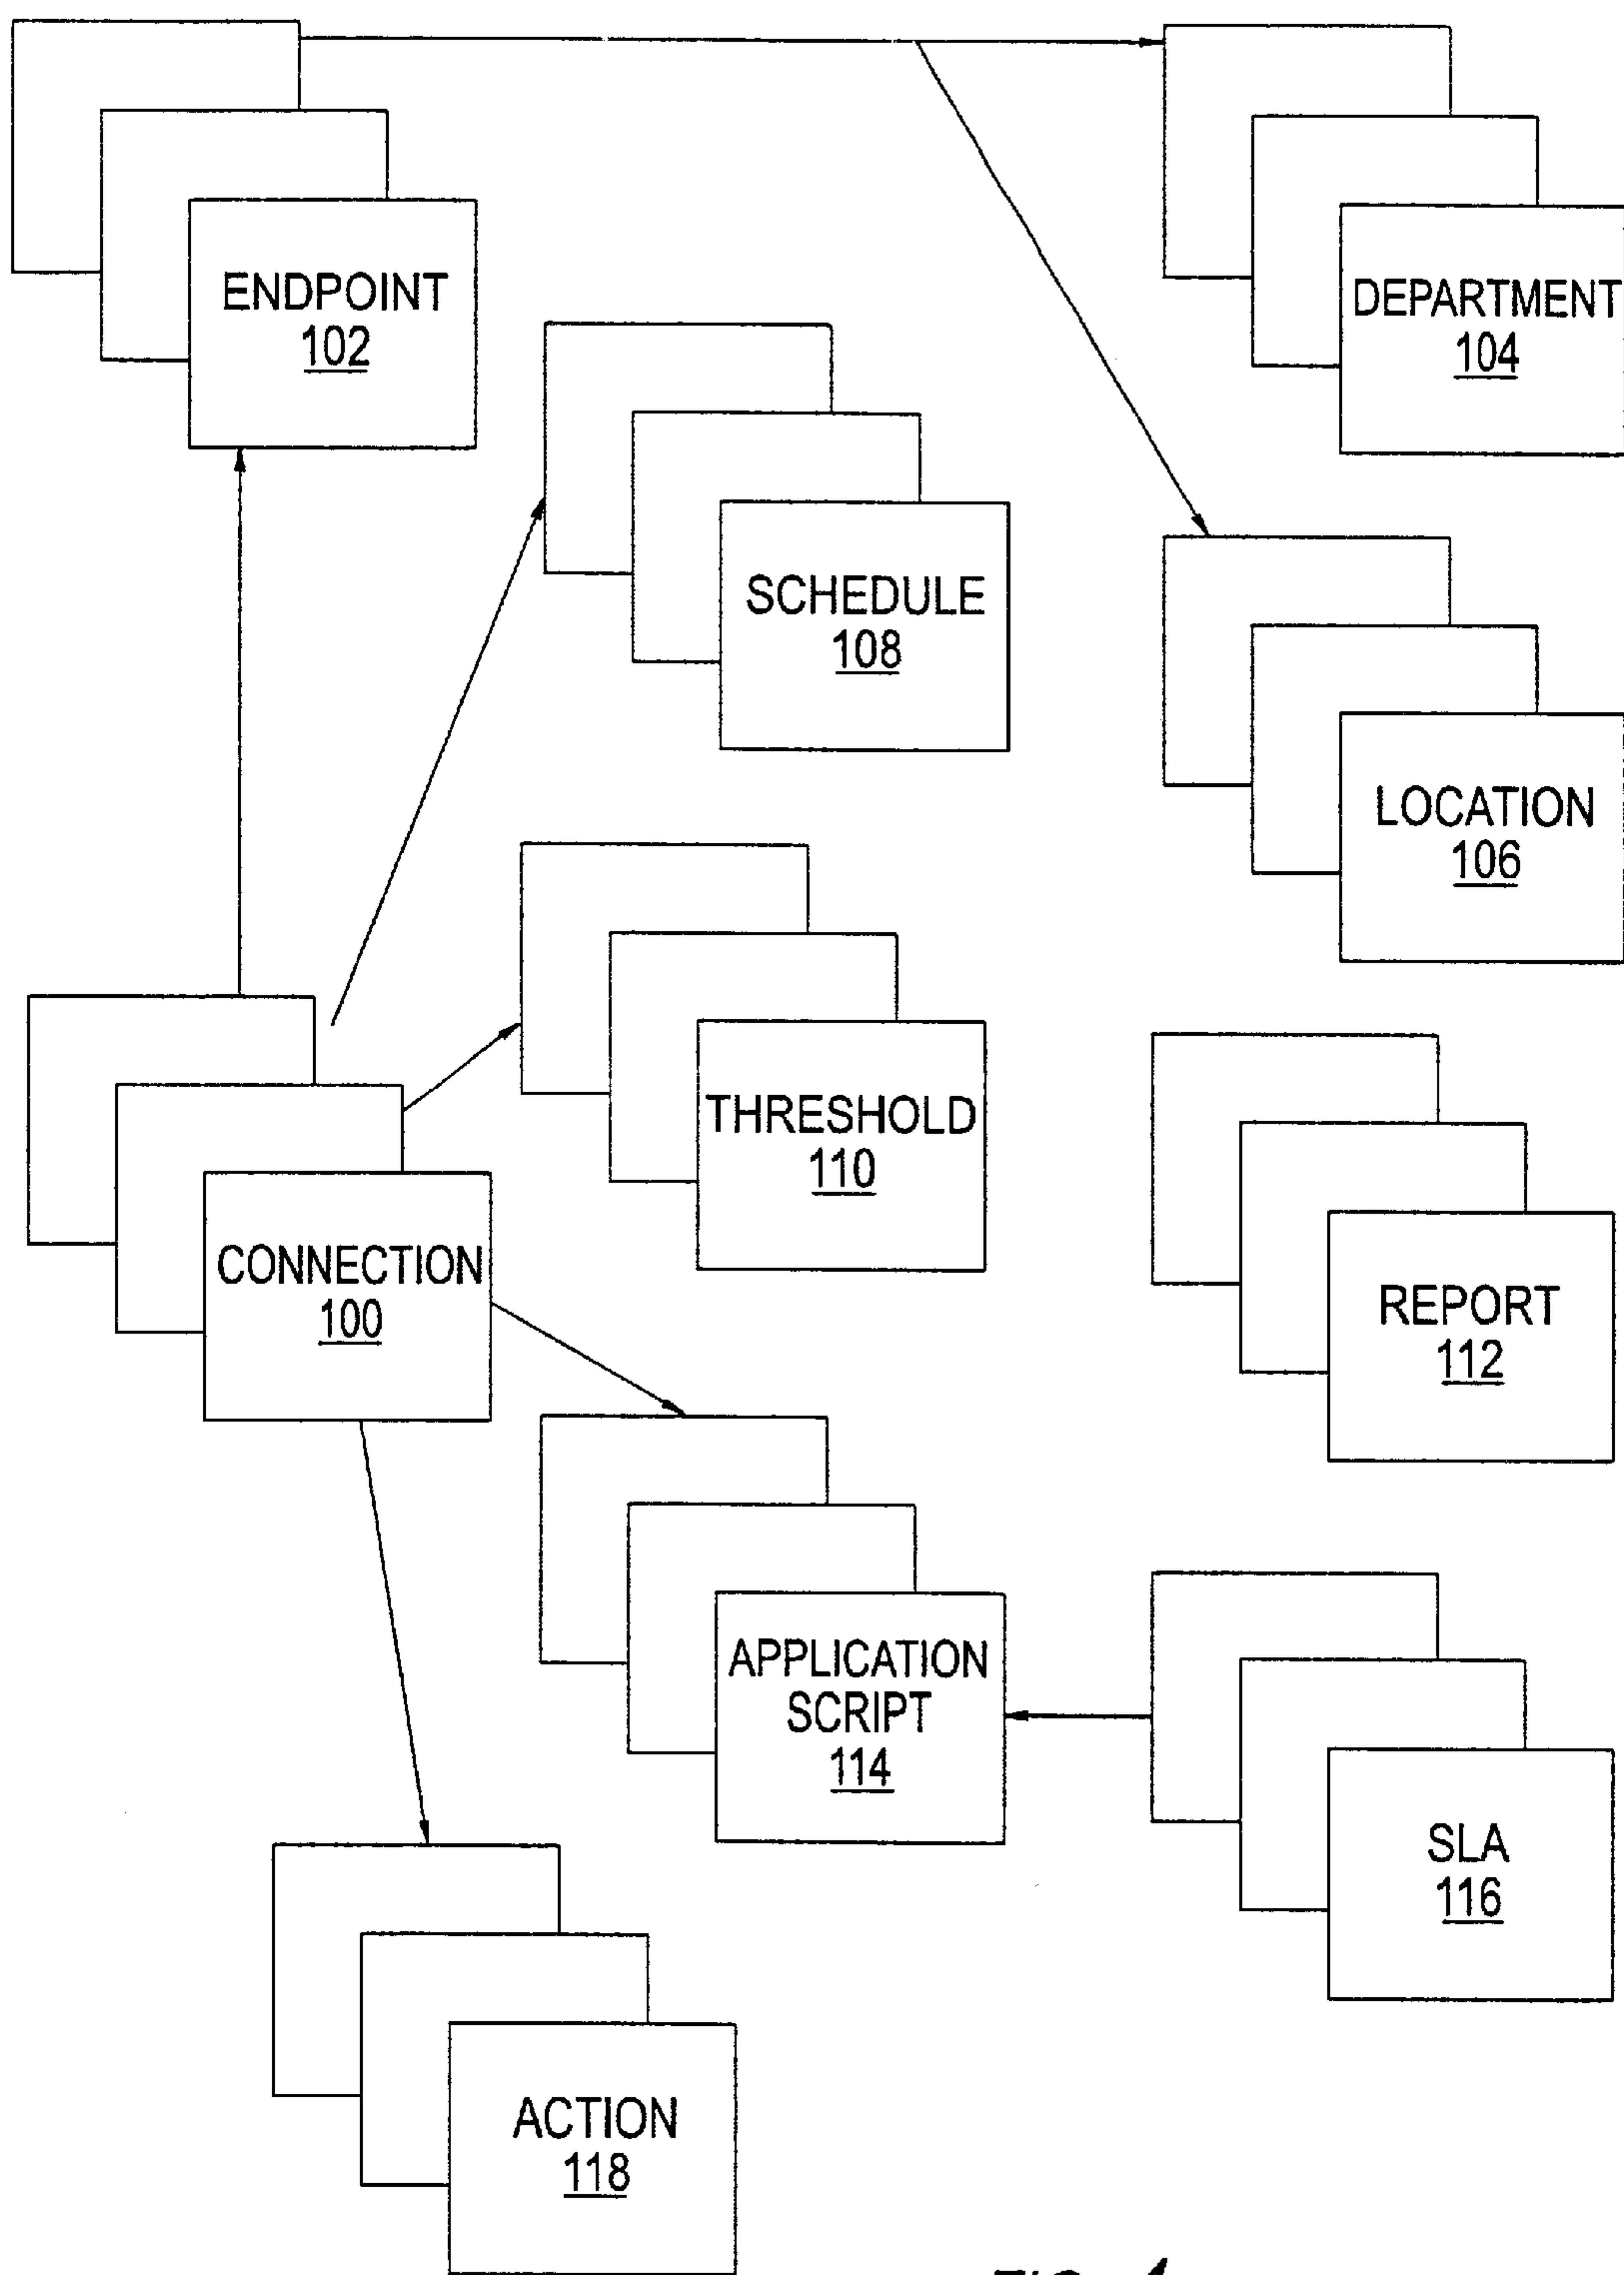 ENDPOINT
102
DEPARTMENT
104
SCHEDULE
108
LOCATION
106
THRESHOLD
110
CONNECTION
100
REPORT
112
APPLICATION
SCRIPT
114
SLA
116
ACTION
118